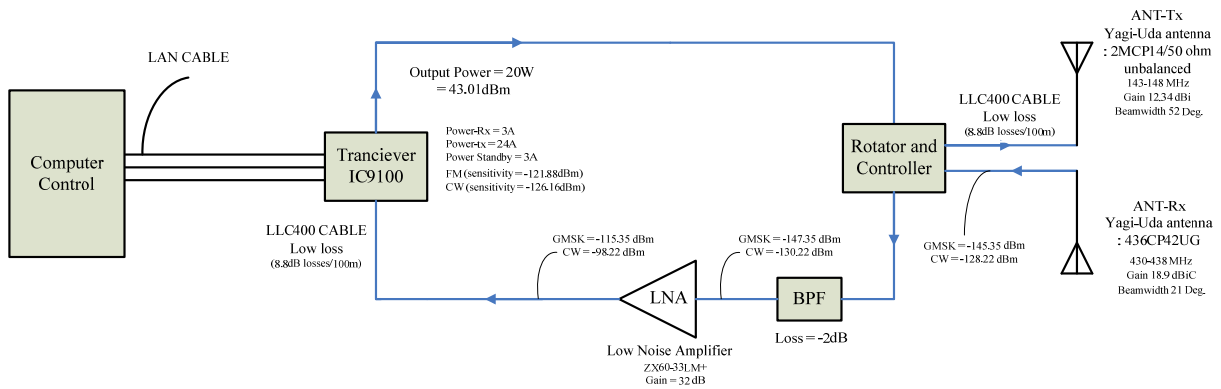 LAN CABLE
Computer
Control
Tranciever
IC9100
Output Power = 20W
= 43.01dBm
Power-Rx = 3A
Power-tx = 24A
Power Standby = 3A
FM (sensitivity = -121.88dBm)
CW (sensitivity = -126.16dBm)
LLC400 CABLE
Low loss
(8.8dB losses/100m)
GMSK = -115.35 dBm
CW = -98.22 dBm
LNA
Low Noise Amplifier
ZX60-33LM+
Gain = 32 dB
GMSK = -147.35 dBm
CW = -130.22 dBm
BPF
Loss = -2dB
Rotator and
Controller
LLC400 CABLE
Low loss
(8.8dB losses/100m)
GMSK = -145.35 dBm
CW = -128.22 dBm
ANT-Tx
Yagi-Uda antenna
: 2MCP14/50 ohm
unbalanced
143-148 MHz
Gain 12.34 dBi
Beamwidth 52 Deg.
ANT-Rx
Yagi-Uda antenna
: 436CP42UG
430-438 MHz
Gain 18.9 dBiC
Beamwidth 21 Deg.